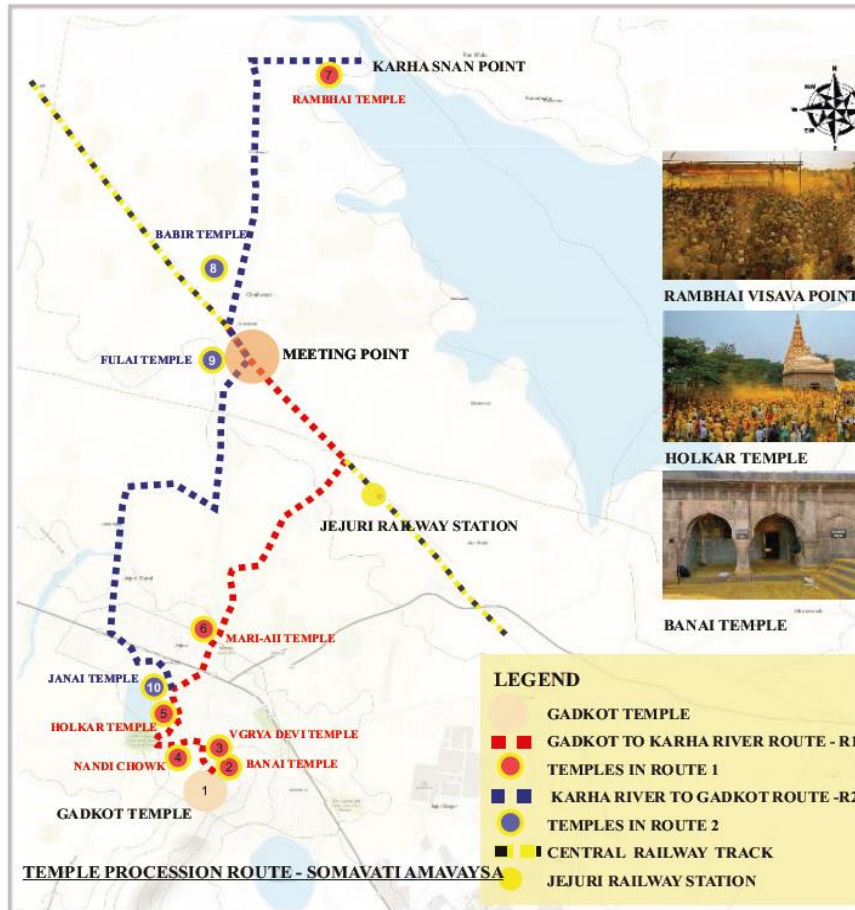 KARHA SNAN POINT
7
RAMBHAI TEMPLE
N
NW
BABIR TEMPLE
8
RAMBHAI VISAVA POINT
FULAI TEMPLE
9
MEETING POINT
HOLKAR TEMPLE
JEJURI RAILWAY STATION
BANAI TEMPLE
6
MARI-AII TEMPLE
JANAI TEMPLE
10
HOLKAR TEMPLE
5
VGRYA DEVI TEMPLE
3
NANDI CHOWK
4
2
BANAI TEMPLE
GADKOT TEMPLE
1
LEGEND
GADKOT TEMPLE
GADKOT TO KARHA RIVER ROUTE - R1
TEMPLES IN ROUTE 1
KARHA RIVER TO GADKOT ROUTE -R2
TEMPLES IN ROUTE 2
CENTRAL RAILWAY TRACK
JEJURI RAILWAY STATION
TEMPLE PROCESSION ROUTE - SOMAVATI AMAVAYSA